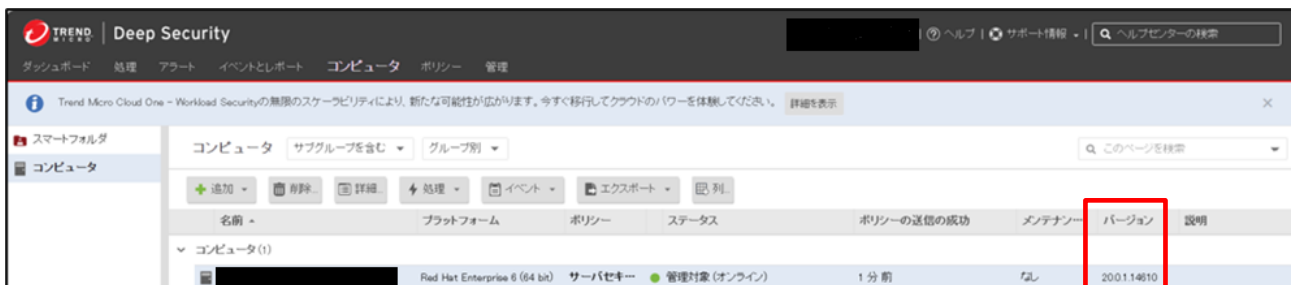 TREND MICRO | Deep Security
ヘルプ | サポート情報 | ヘルプセンターの検索
ダッシュボード 処理 アラート イベントとレポート コンピュータ ポリシー 管理
Trend Micro Cloud One - Workload Securityの無限のスケーラビリティにより、新たな可能性が広がります。今すぐ移行してクラウドのパワーを体験してください。 詳細を表示 ×
スマートフォルダ
コンピュータ
コンピュータ サブグループを含む グループ別 このページを検索
追加 削除... 詳細... 処理 イベント エクスポート 列...
名前 プラットフォーム ポリシー ステータス ポリシーの送信の成功 メンテナン… バージョン 説明
コンピュータ(1)
Red Hat Enterprise 6 (64 bit) サーバセキ… 管理対象 (オンライン) 1 分前 なし 20.0.1.14610